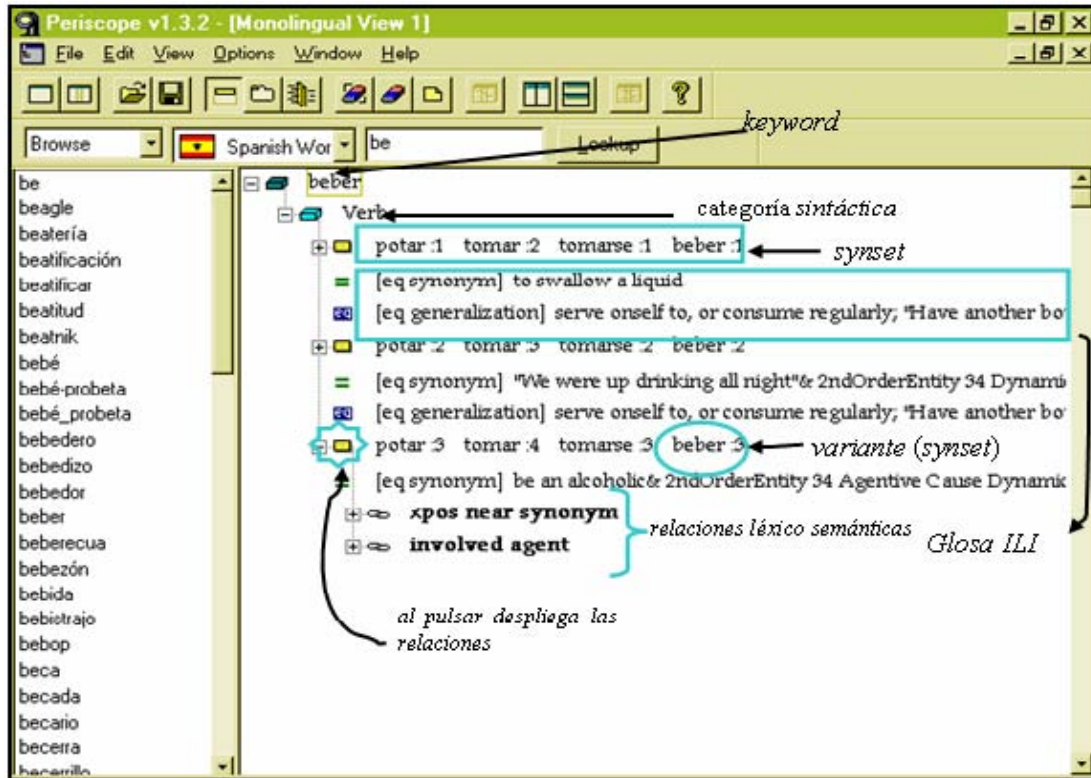 Periscope v1.3.2 - [Monolingual View 1]
File Edit View Options Window Help
keyword
Browse Spanish Wor be Lookup
be
beagle
beatería
beatificación
beatificar
beatitud
beatnik
bebé
bebé-probeta
bebé_probeta
bebedero
bebedizo
bebedor
beber
beberecua
bebezón
bebida
bebistrajo
bebop
beca
becada
becario
becerra
becerrillo
beber
Verb
categoría sintáctica
potar :1 tomar :2 tomarse :1 beber :1
synset
[eq synonym] to swallow a liquid
[eq generalization] serve onself to, or consume regularly; "Have another bo
potar :2 tomar :3 tomarse :2 beber :2
[eq synonym] "We were up drinking all night"& 2ndOrderEntity 34 Dynami
[eq generalization] serve onself to, or consume regularly; "Have another bo
potar :3 tomar :4 tomarse :3 beber :3
variante (synset)
[eq synonym] be an alcoholic& 2ndOrderEntity 34 Agentive Cause Dynamic
xpos near synonym
relaciones léxico semánticas
Glosa ILI
involved agent
al pulsar despliega las
relaciones